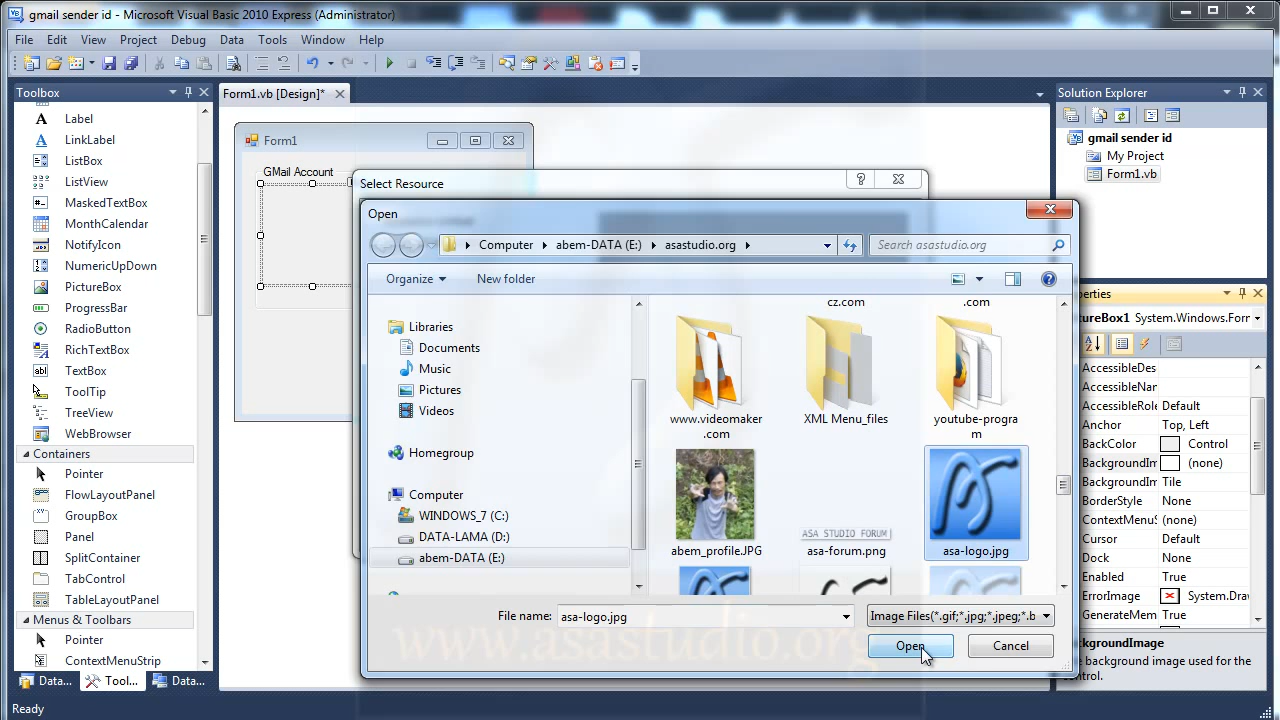 gmail sender id - Microsoft Visual Basic 2010 Express (Administrator)
File Edit View Project Debug Data Tools Window Help
Toolbox
Label
LinkLabel
ListBox
ListView
MaskedTextBox
MonthCalendar
NotifyIcon
NumericUpDown
PictureBox
ProgressBar
RadioButton
RichTextBox
TextBox
ToolTip
TreeView
WebBrowser
Containers
Pointer
FlowLayoutPanel
GroupBox
Panel
SplitContainer
TabControl
TableLayoutPanel
Menus & Toolbars
Pointer
ContextMenuStrip
Data... Tool... Data...
Ready
Form1.vb [Design]*
Form1
GMail Account
Select Resource
Open
Computer abem-DATA (E:) asastudio.org
Search asastudio.org
Organize New folder
Libraries
Documents
Music
Pictures
Videos
Homegroup
Computer
WINDOWS_7 (C:)
DATA-LAMA (D:)
abem-DATA (E:)
cz.com .com
www.videomaker
.com
XML Menu_files
youtube-progra
m
abem_profile.JPG
ASA STUDIO FORUM
asa-forum.png
asa-logo.jpg
File name: asa-logo.jpg
Image Files(*.gif;*.jpg;*.jpeg;*.b
Open Cancel
www.asastudio.org
Solution Explorer
gmail sender id
My Project
Form1.vb
perties
ureBox1 System.Windows.Forr
AccessibleDes
AccessibleNar
AccessibleRole Default
Anchor Top, Left
BackColor Control
BackgroundIm (none)
BackgroundIm Tile
BorderStyle None
ContextMenuS (none)
Cursor Default
Dock None
Enabled True
ErrorImage System.Drav
GenerateMem True
kgroundImage
e background image used for the
control.